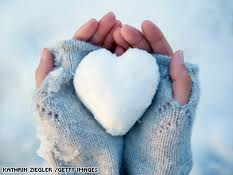 KATHRIN ZIEGLER /GETTY IMAGES